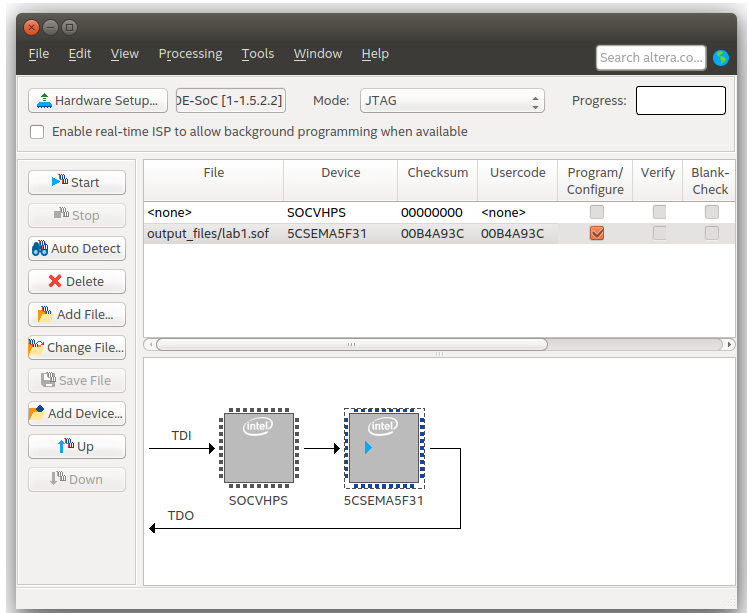 File Edit View Processing Tools Window Help
Search altera.co...
Hardware Setup... DE-SoC [1-1.5.2.2] Mode: JTAG Progress:
Enable real-time ISP to allow background programming when available
Start
Stop
Auto Detect
Delete
Add File...
Change File...
Save File
Add Device...
Up
Down
File Device Checksum Usercode Program/ Verify Blank-
Configure Check
<none> SOCVHPS 00000000 <none>
output_files/lab1.sof 5CSEMA5F31 00B4A93C 00B4A93C
intel intel
TDI
SOCVHPS 5CSEMA5F31
TDO